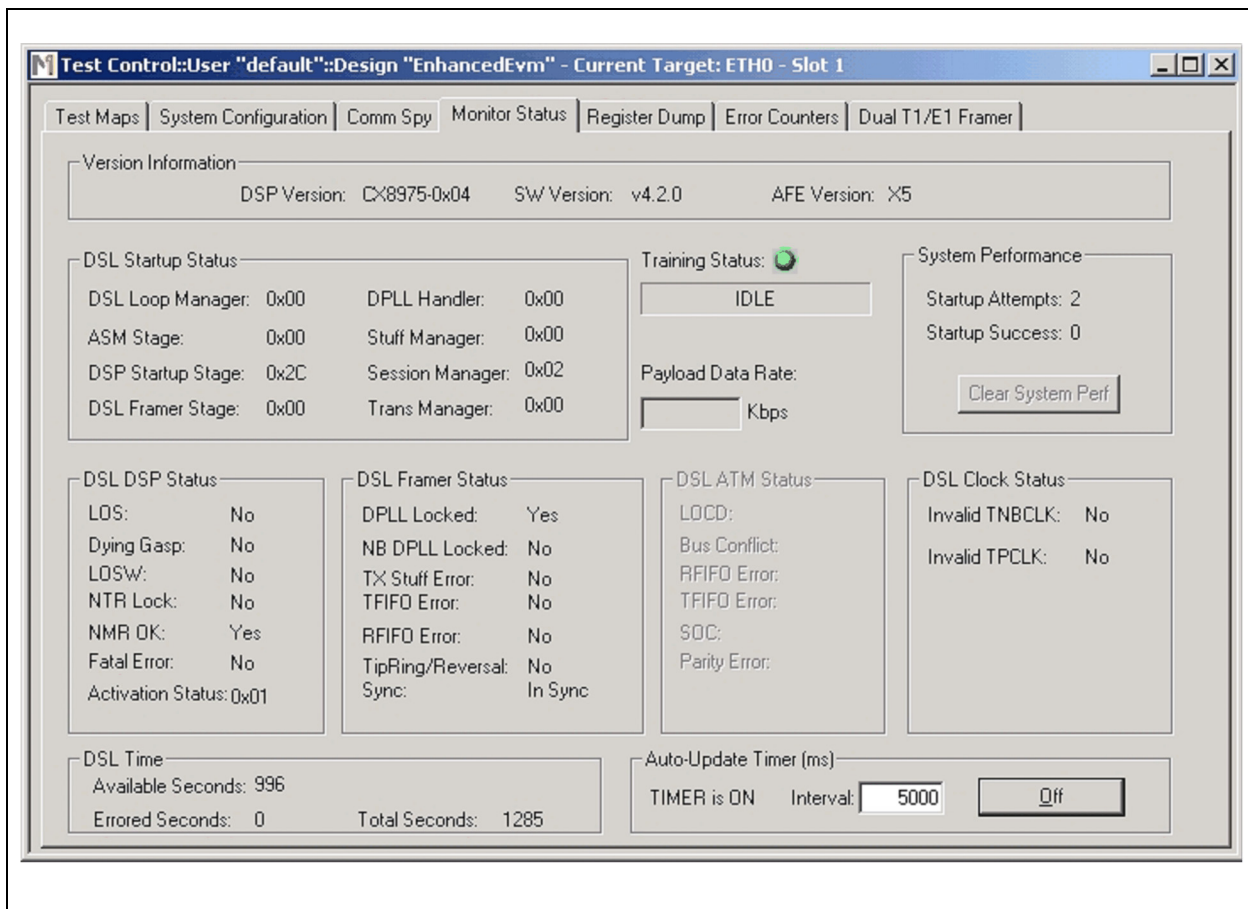 Test Control::User "default"::Design "EnhancedEvm" - Current Target: ETH0 - Slot 1
Test Maps System Configuration Comm Spy Monitor Status Register Dump Error Counters Dual T1/E1 Framer
Version Information
DSP Version: CX8975-0x04 SW Version: v4.2.0 AFE Version: X5
DSL Startup Status
DSL Loop Manager: 0x00 DPLL Handler: 0x00
ASM Stage: 0x00 Stuff Manager: 0x00
DSP Startup Stage: 0x2C Session Manager: 0x02
DSL Framer Stage: 0x00 Trans Manager: 0x00
Training Status:
IDLE
Payload Data Rate:
Kbps
System Performance
Startup Attempts: 2
Startup Success: 0
Clear System Perf
DSL DSP Status
LOS: No
Dying Gasp: No
LOSW: No
NTR Lock: No
NMR OK: Yes
Fatal Error: No
Activation Status: 0x01
DSL Framer Status
DPLL Locked: Yes
NB DPLL Locked: No
TX Stuff Error: No
TFIFO Error: No
RFIFO Error: No
TipRing/Reversal: No
Sync: In Sync
DSL ATM Status
LOCD:
Bus Conflict:
RFIFO Error:
TFIFO Error:
SOC:
Parity Error:
DSL Clock Status
Invalid TNBCLK: No
Invalid TPCLK: No
DSL Time
Available Seconds: 996
Errored Seconds: 0 Total Seconds: 1285
Auto-Update Timer (ms)
TIMER is ON Interval: 5000 Off